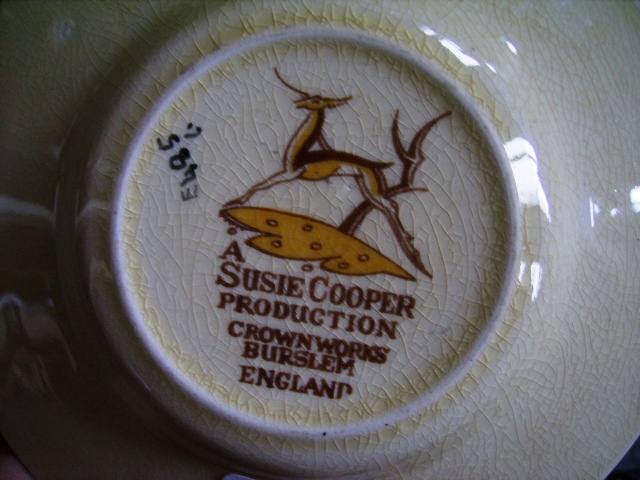 A
SUSIE COOPER
PRODUCTION
CROWN WORKS
BURSLEM
ENGLAND